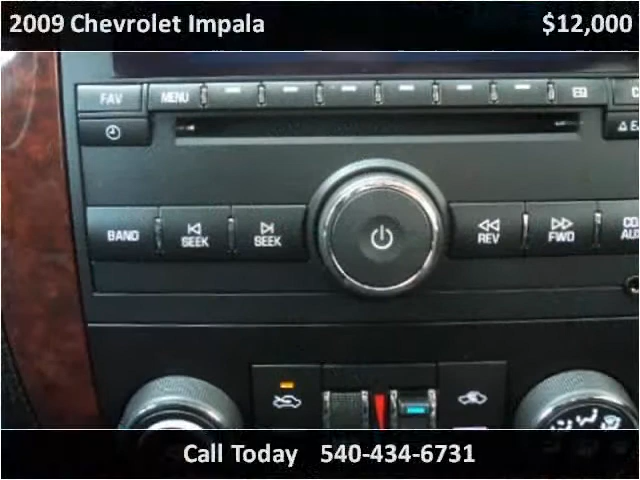 2009 Chevrolet Impala $12,000
FAV MENU
BAND SEEK SEEK REV FWD
Call Today 540-434-6731